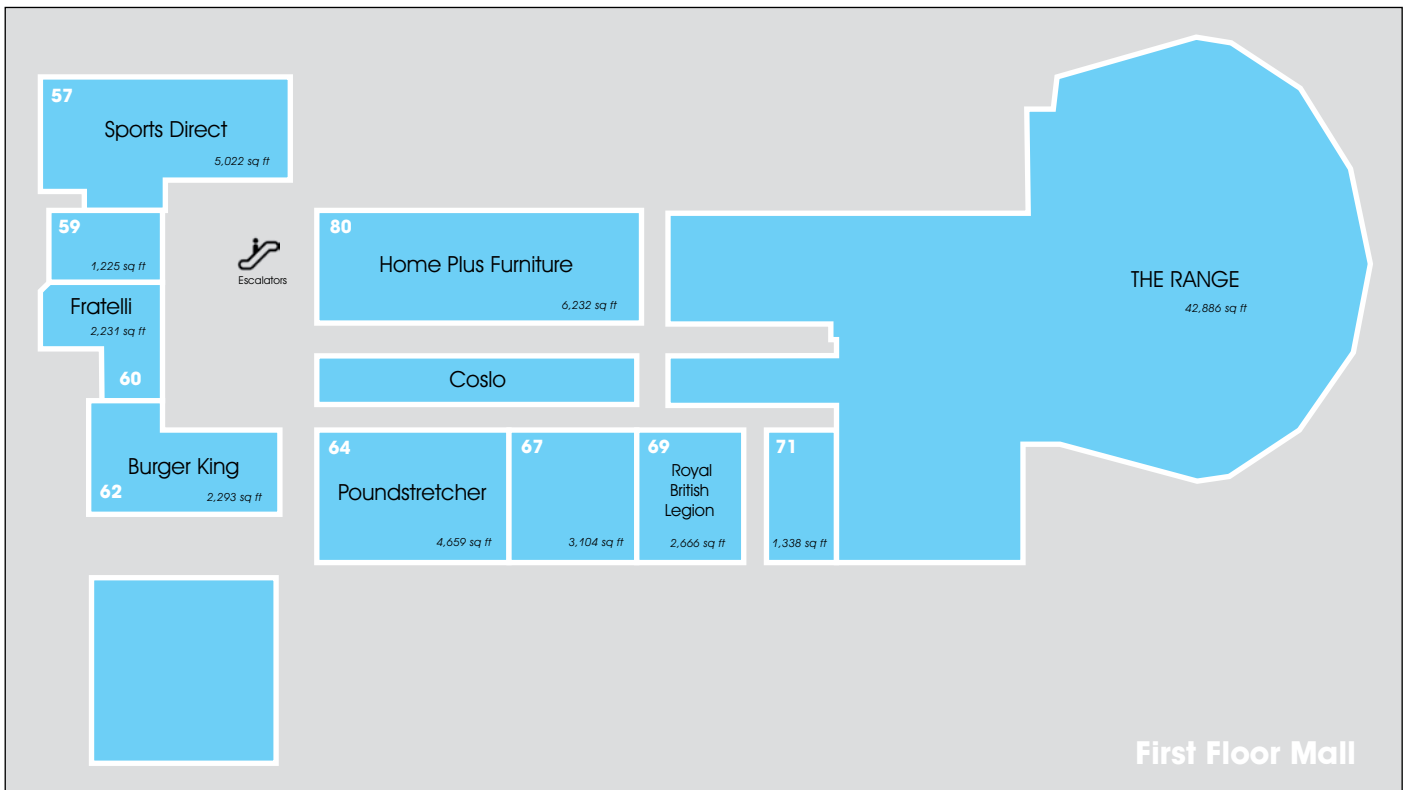 57
Sports Direct
5,022 sq ft
59
1,225 sq ft
Escalators
80
Home Plus Furniture
6,232 sq ft
THE RANGE
42,886 sq ft
Fratelli
2,231 sq ft
60
Coslo
Burger King
62
2,293 sq ft
64
Poundstretcher
4,659 sq ft
67
3,104 sq ft
69
Royal
British
Legion
2,666 sq ft
71
1,338 sq ft
First Floor Mall